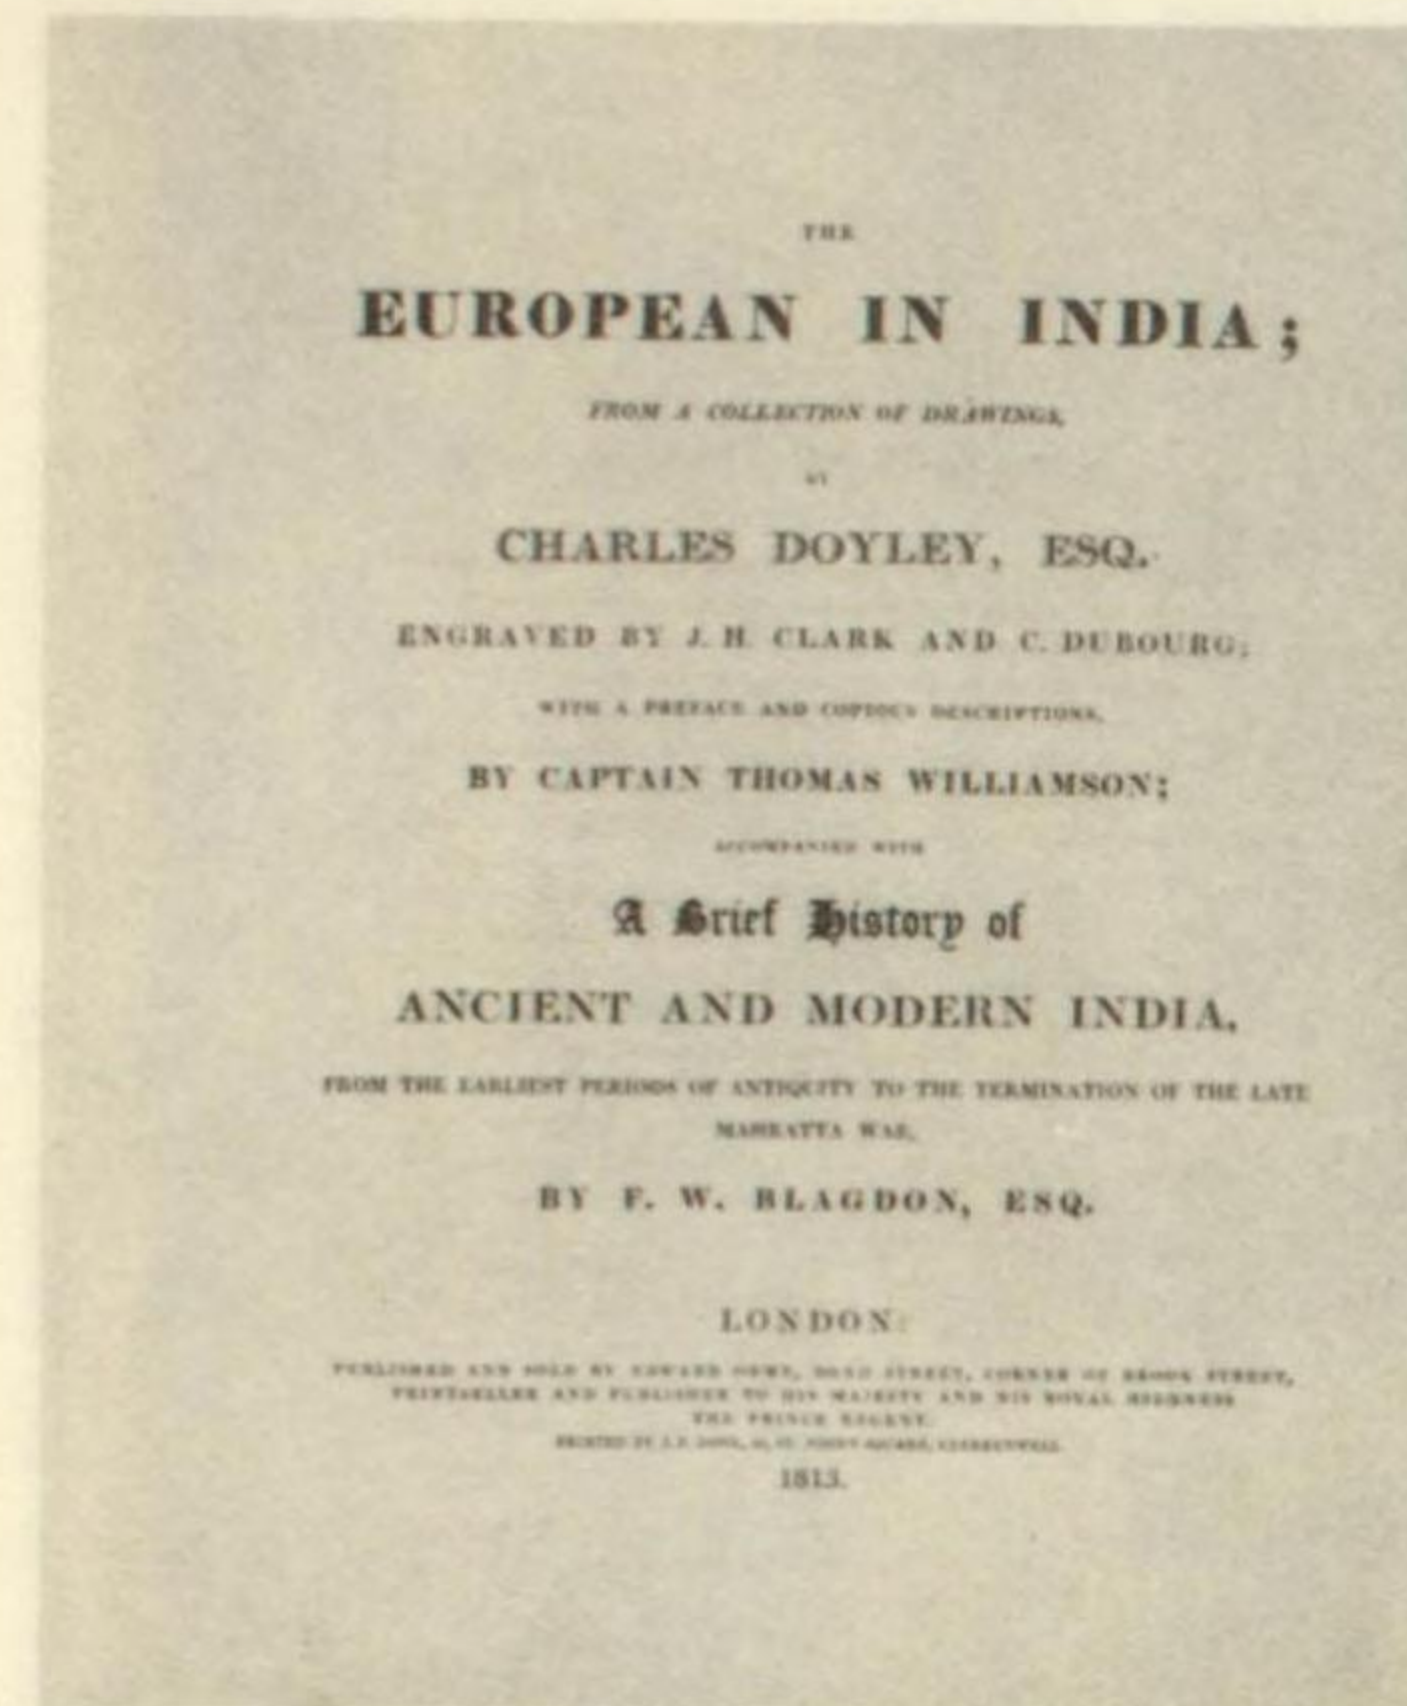 THE
EUROPEAN IN INDIA;
FROM A COLLECTION OF DRAWINGS,
BY
CHARLES DOYLEY, ESQ.
ENGRAVED BY J. H. CLARK AND C. DUBOURG;
WITH A PREFACE AND COPIOUS DESCRIPTIONS,
BY CAPTAIN THOMAS WILLIAMSON;
ACCOMPANIED WITH
A Brief History of
ANCIENT AND MODERN INDIA,
FROM THE EARLIEST PERIODS OF ANTIQUITY TO THE TERMINATION OF THE LATE
MAHRATTA WAR,
BY F. W. BLAGDON, ESQ.
LONDON:
PUBLISHED AND SOLD BY EDWARD ORME, BOND STREET, CORNER OF BROOK STREET,
PRINTSELLER AND PUBLISHER TO HIS MAJESTY AND HIS ROYAL HIGHNESS
THE PRINCE REGENT.
PRINTED BY SQUARE, CLERKENWELL.
1813.